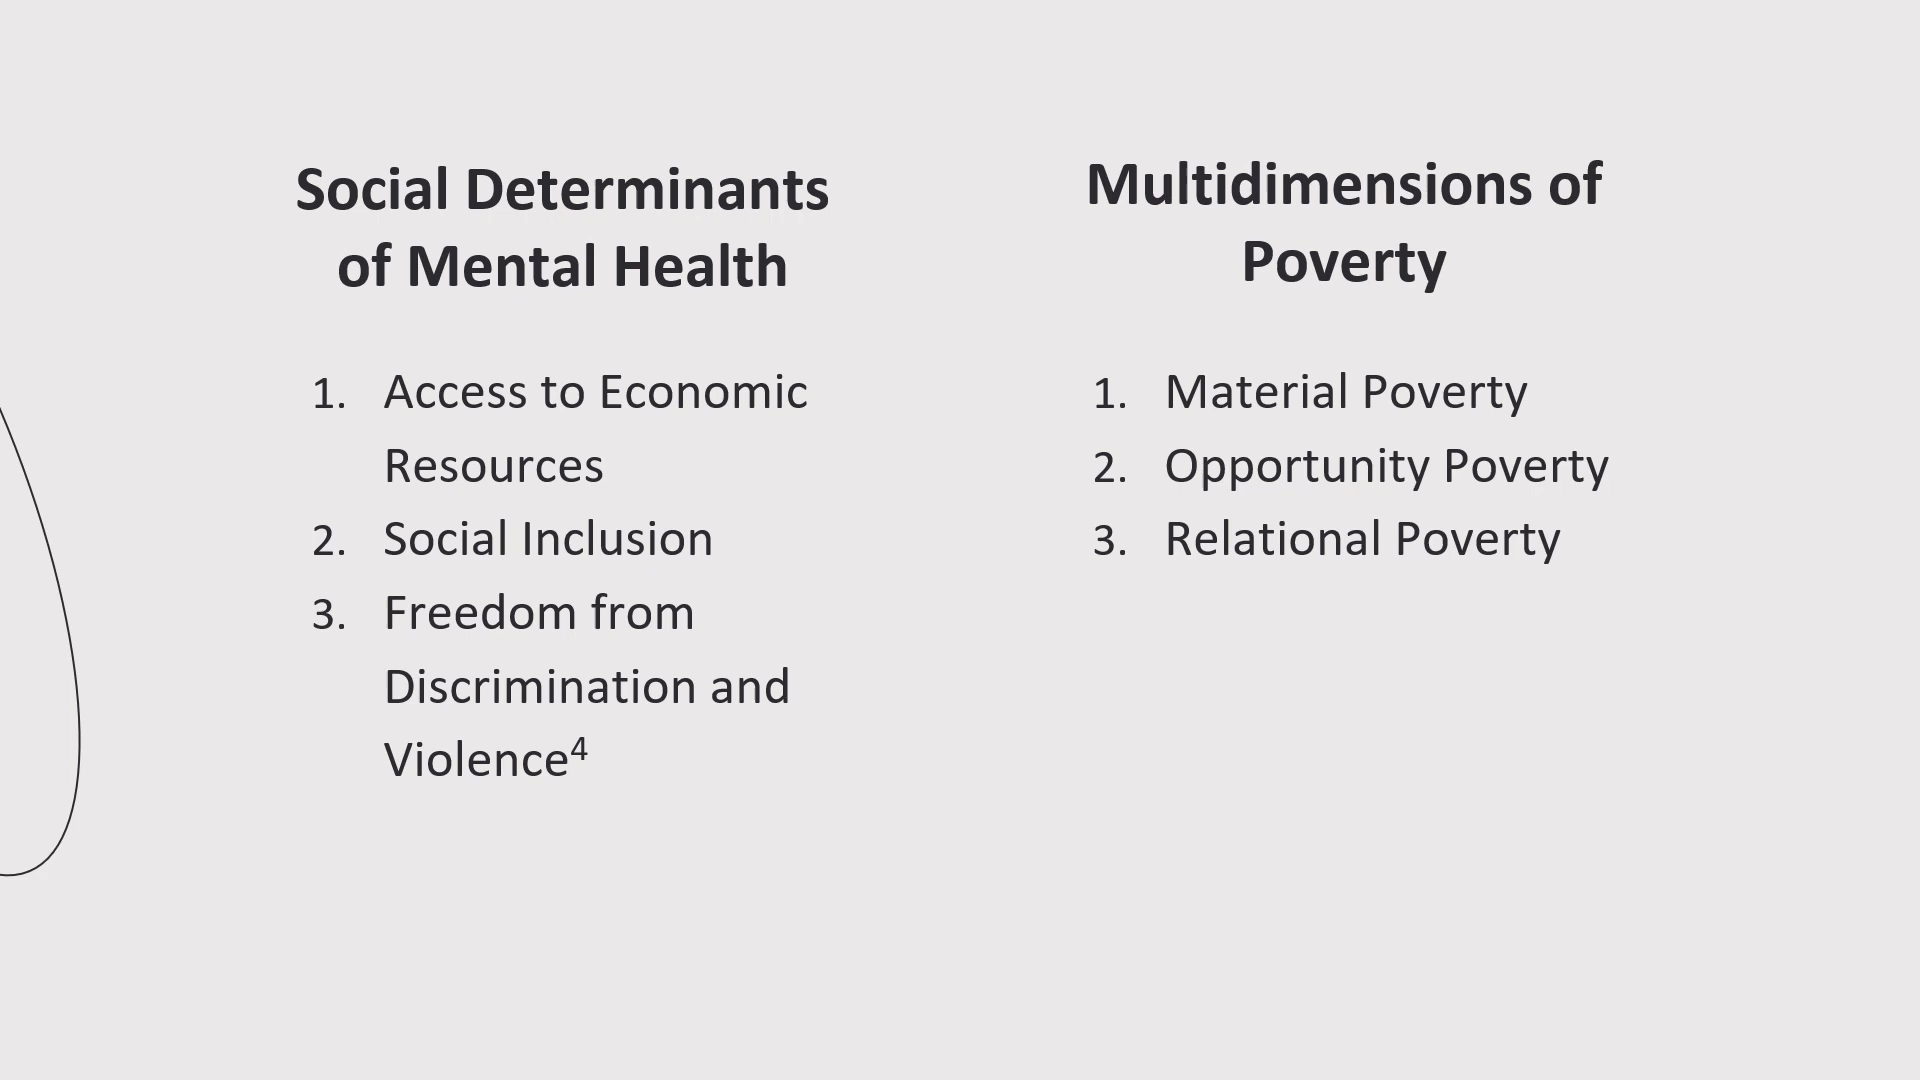 Social Determinants
of Mental Health
1. Access to Economic
Resources
2. Social Inclusion
3. Freedom from
Discrimination and
Violence⁴
Multidimensions of
Poverty
1. Material Poverty
2. Opportunity Poverty
3. Relational Poverty